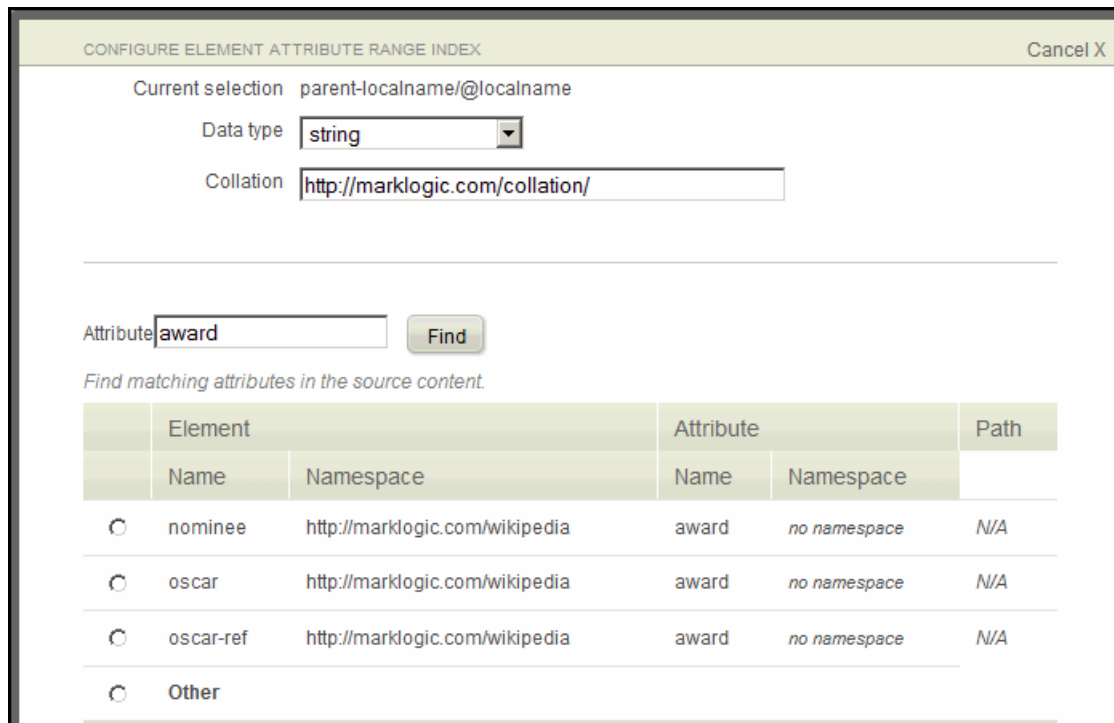 CONFIGURE ELEMENT ATTRIBUTE RANGE INDEX Cancel X
Current selection parent-localname/@localname
Data type string
Collation http://marklogic.com/collation/
Attribute award Find
Find matching attributes in the source content.
Element Attribute Path
Name Namespace Name Namespace
nominee http://marklogic.com/wikipedia award no namespace N/A
oscar http://marklogic.com/wikipedia award no namespace N/A
oscar-ref http://marklogic.com/wikipedia award no namespace N/A
Other